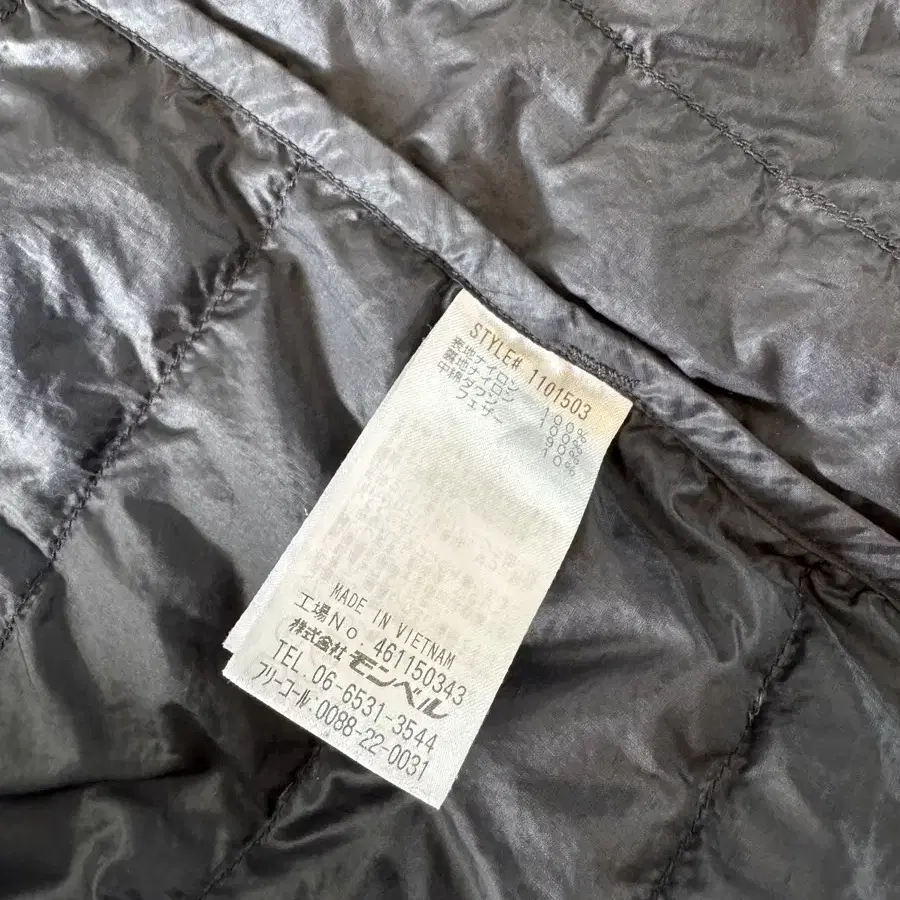 STYLE# 1101503
表地ナイロン 100%
裏地ナイロン 100%
中綿ダウン 90%
フェザー 10%
MADE IN VIETNAM
工場No. 461150343
株式会社モンベル
TEL.06-6531-3544
フリーコール:0088-22-0031